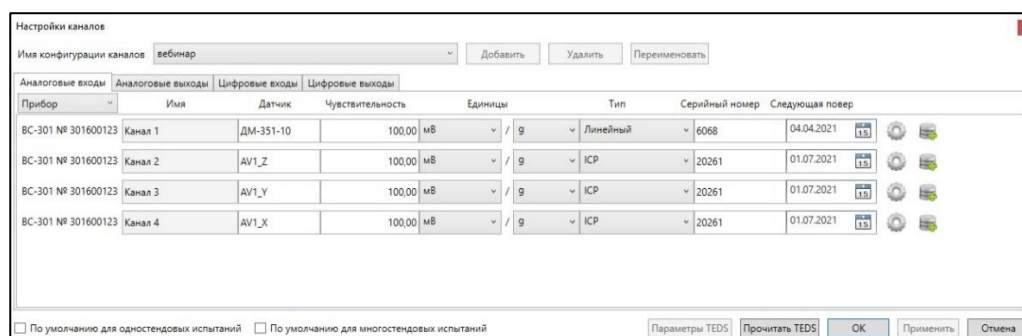 Настройки каналов
Имя конфигурации каналов вебинар Добавить Удалить Переименовать
Аналоговые входы Аналоговые выходы Цифровые входы Цифровые выходы
Прибор Имя Датчик Чувствительность Единицы Тип Серийный номер Следующая повер
ВС-301 № 301600123 Канал 1 ДМ-351-10 100,00 мВ / g Линейный 6068 04.04.2021 15
ВС-301 № 301600123 Канал 2 AV1_Z 100,00 мВ / g ICP 20261 01.07.2021 15
ВС-301 № 301600123 Канал 3 AV1_Y 100,00 мВ / g ICP 20261 01.07.2021 15
ВС-301 № 301600123 Канал 4 AV1_X 100,00 мВ / g ICP 20261 01.07.2021 15
По умолчанию для одностендовых испытаний По умолчанию для многостендовых испытаний Параметры TEDS Прочитать TEDS ОК Применить Отмена